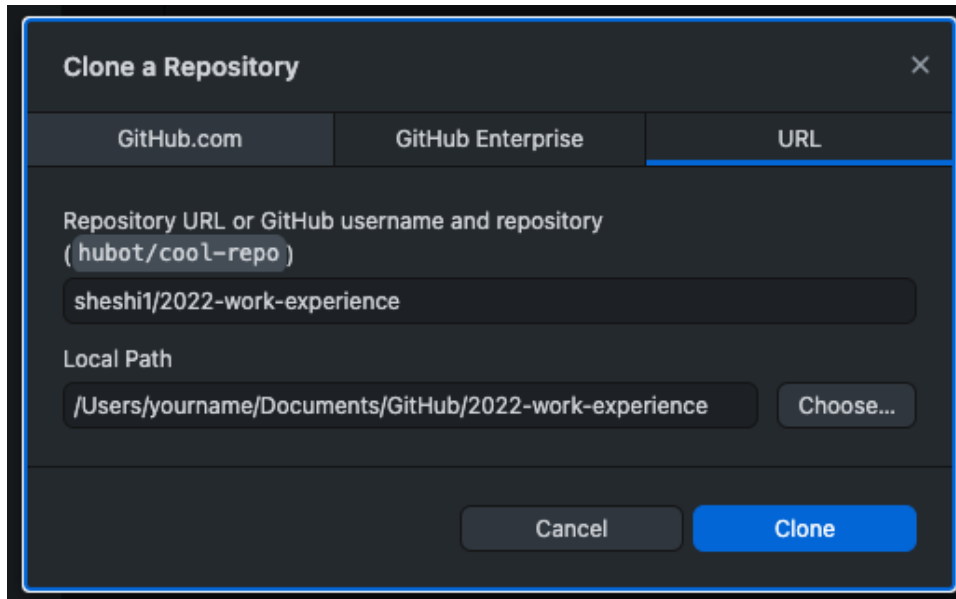 Clone a Repository
GitHub.com GitHub Enterprise URL
Repository URL or GitHub username and repository
(hubot/cool-repo)
sheshi1/2022-work-experience
Local Path
/Users/yourname/Documents/GitHub/2022-work-experience Choose...
Cancel Clone